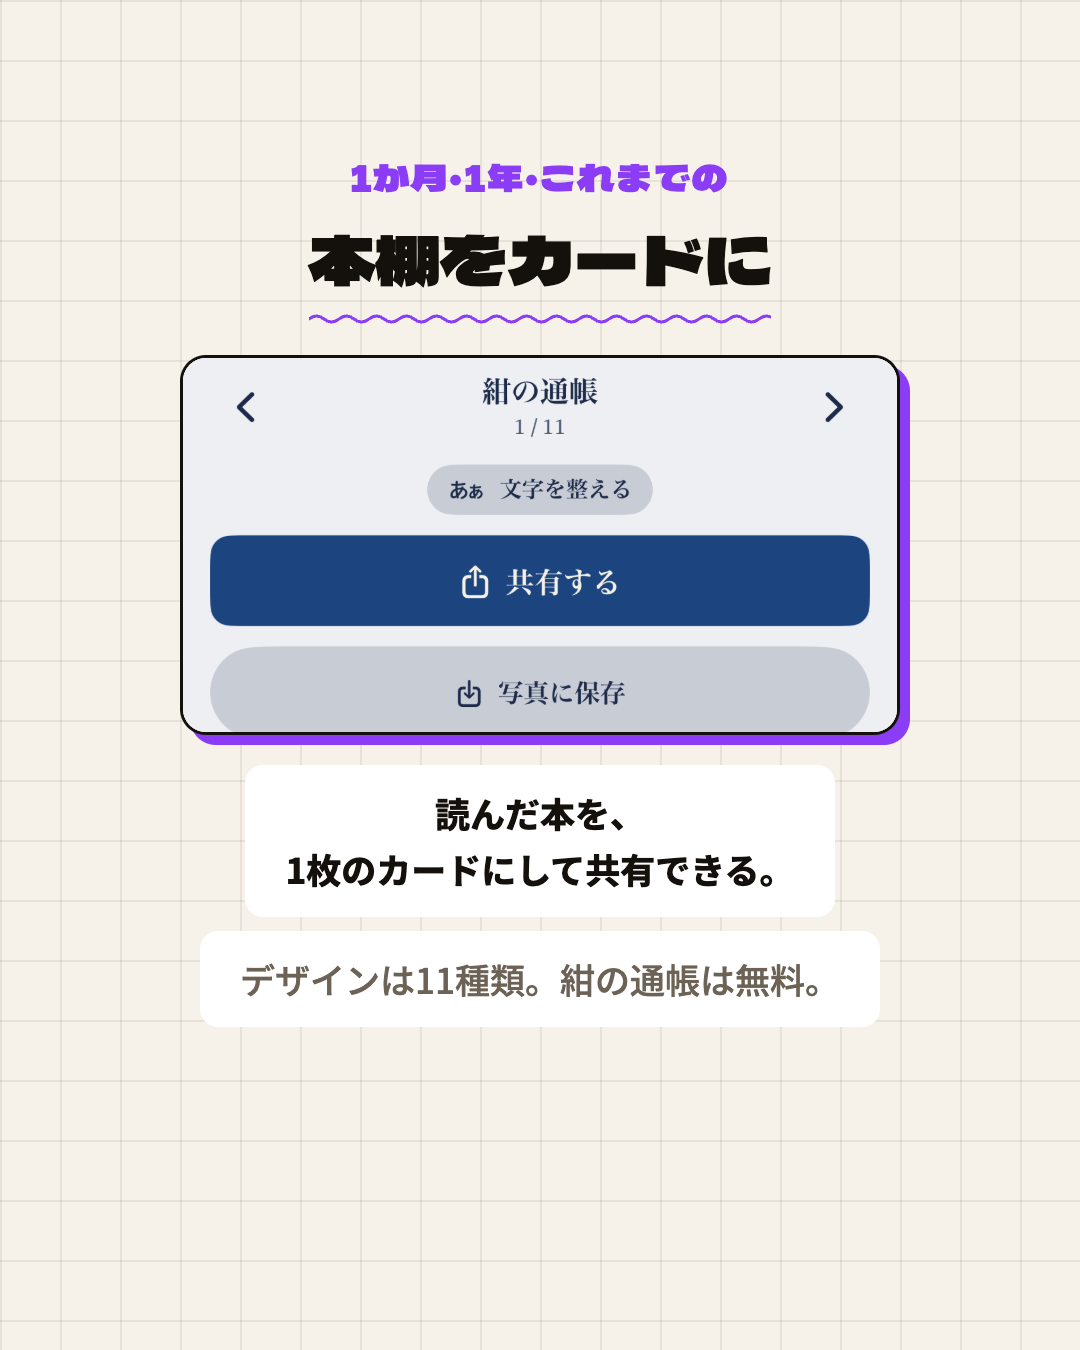 1か月・1年・これまでの
本棚をカードに
紺の通帳
1 / 11
あぁ 文字を整える
共有する
写真に保存
読んだ本を、
1枚のカードにして共有できる。
デザインは11種類。紺の通帳は無料。